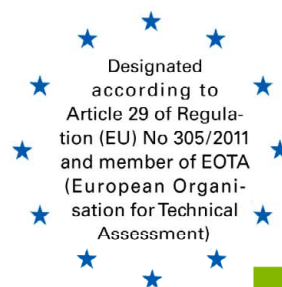 Designated
according to
Article 29 of Regula-
tion (EU) No 305/2011
and member of EOTA
(European Organi-
sation for Technical
Assessment)